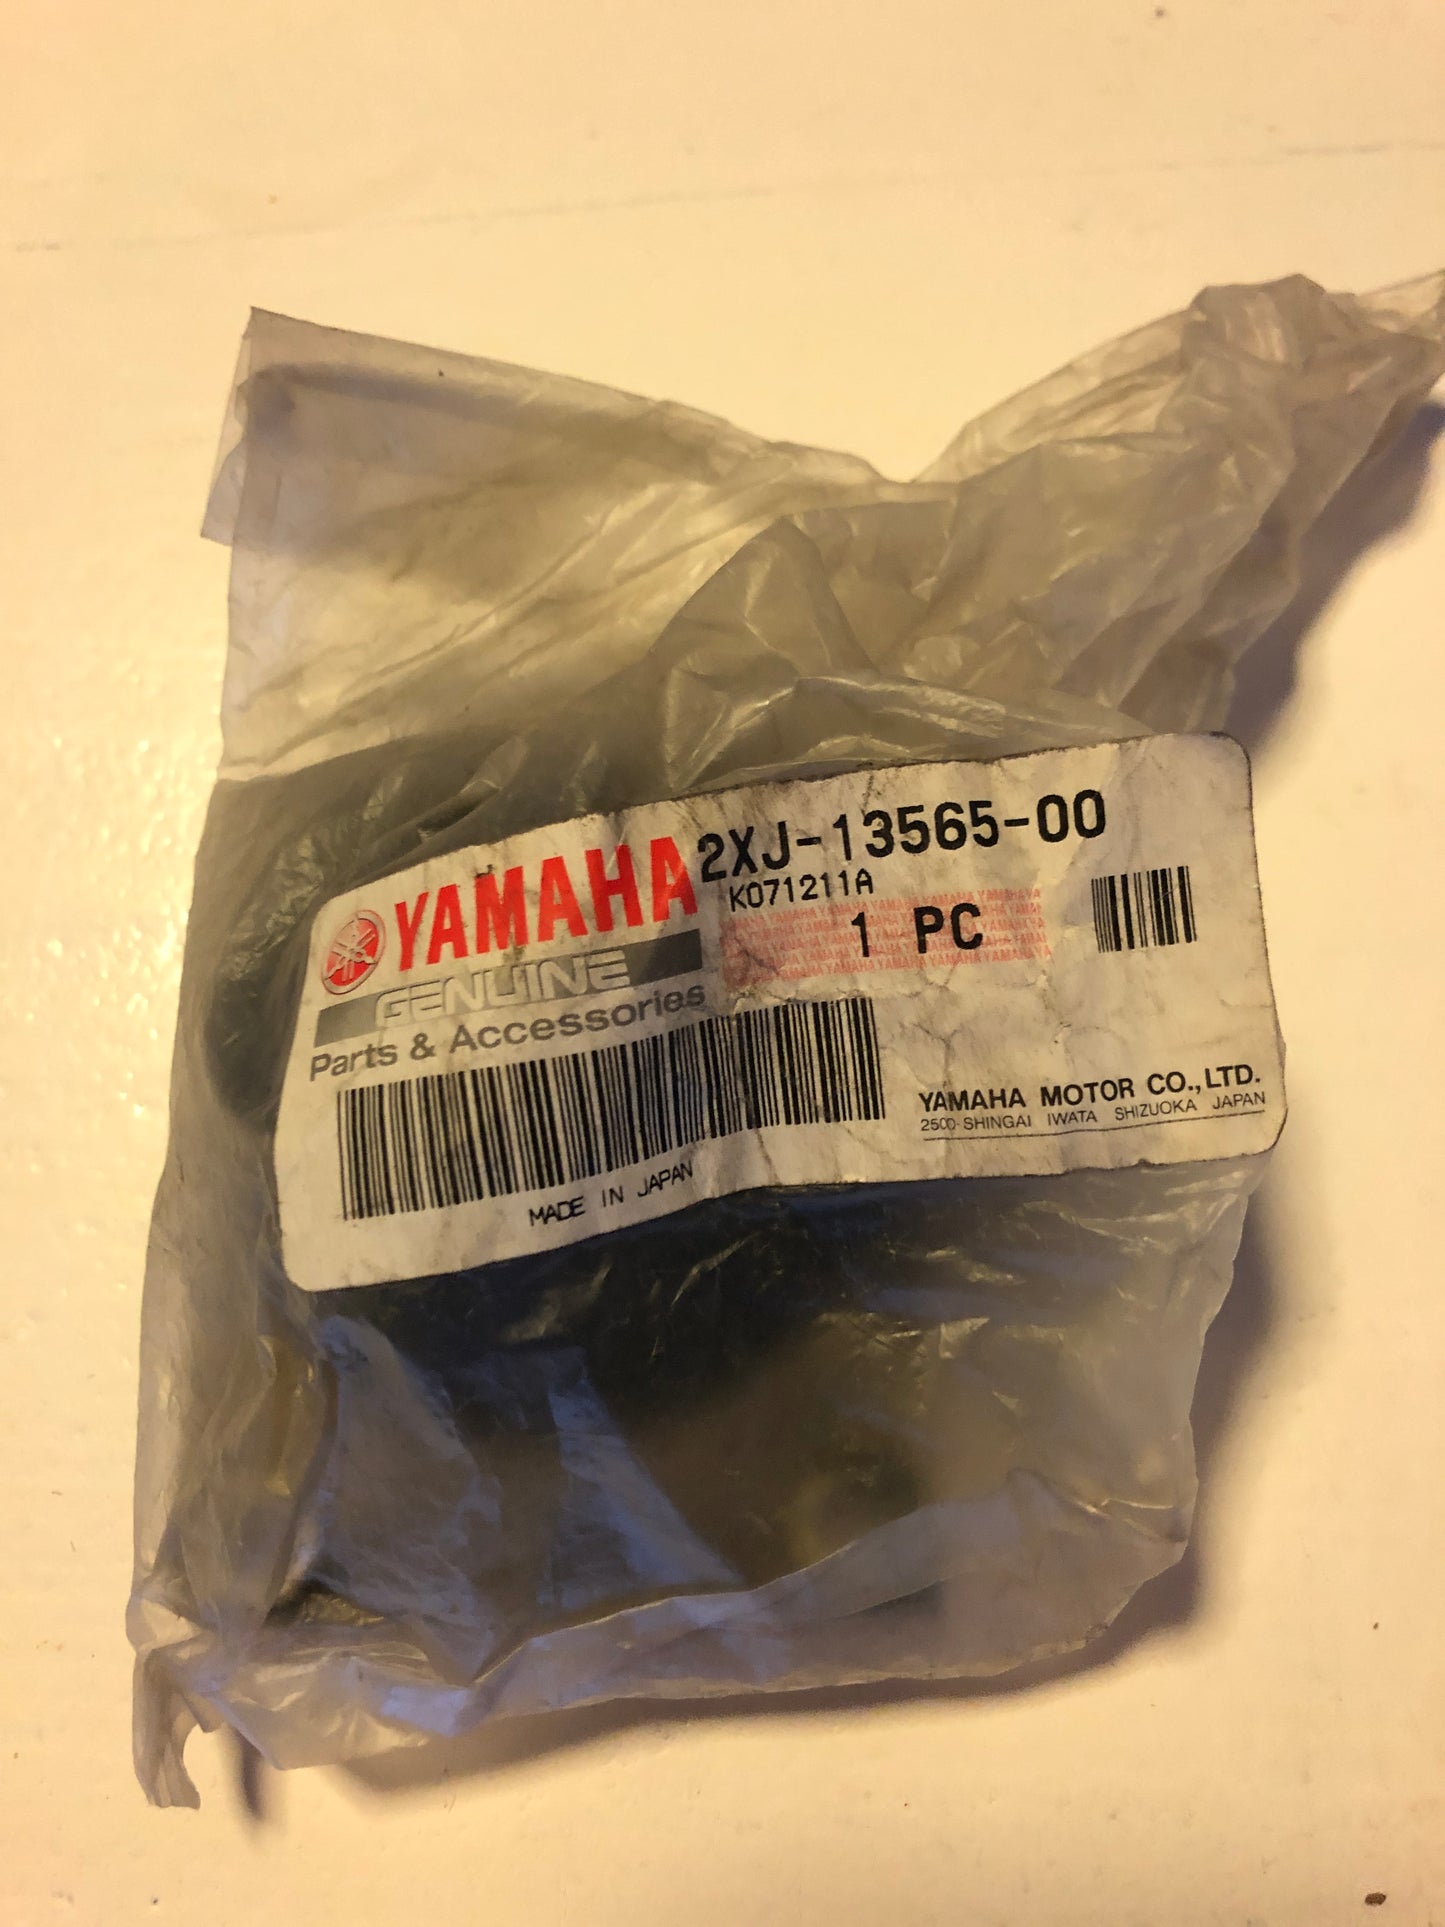 2XJ-13565-00
YAMAHA
K071211A
1 PC
GENUINE
Parts & Accessories
YAMAHA MOTOR CO., LTD.
2500 SHINGAI IWATA SHIZUOKA JAPAN
MADE IN JAPAN